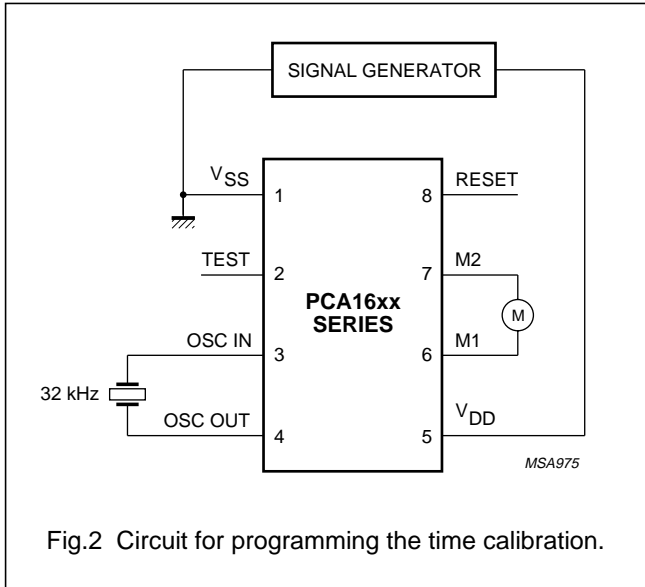 SIGNAL GENERATOR
VSS
1
8
RESET
TEST
2
7
M2
PCA16xx
SERIES
M
OSC IN
3
6
M1
32 kHz
OSC OUT
4
5
VDD
MSA975
Fig.2 Circuit for programming the time calibration.